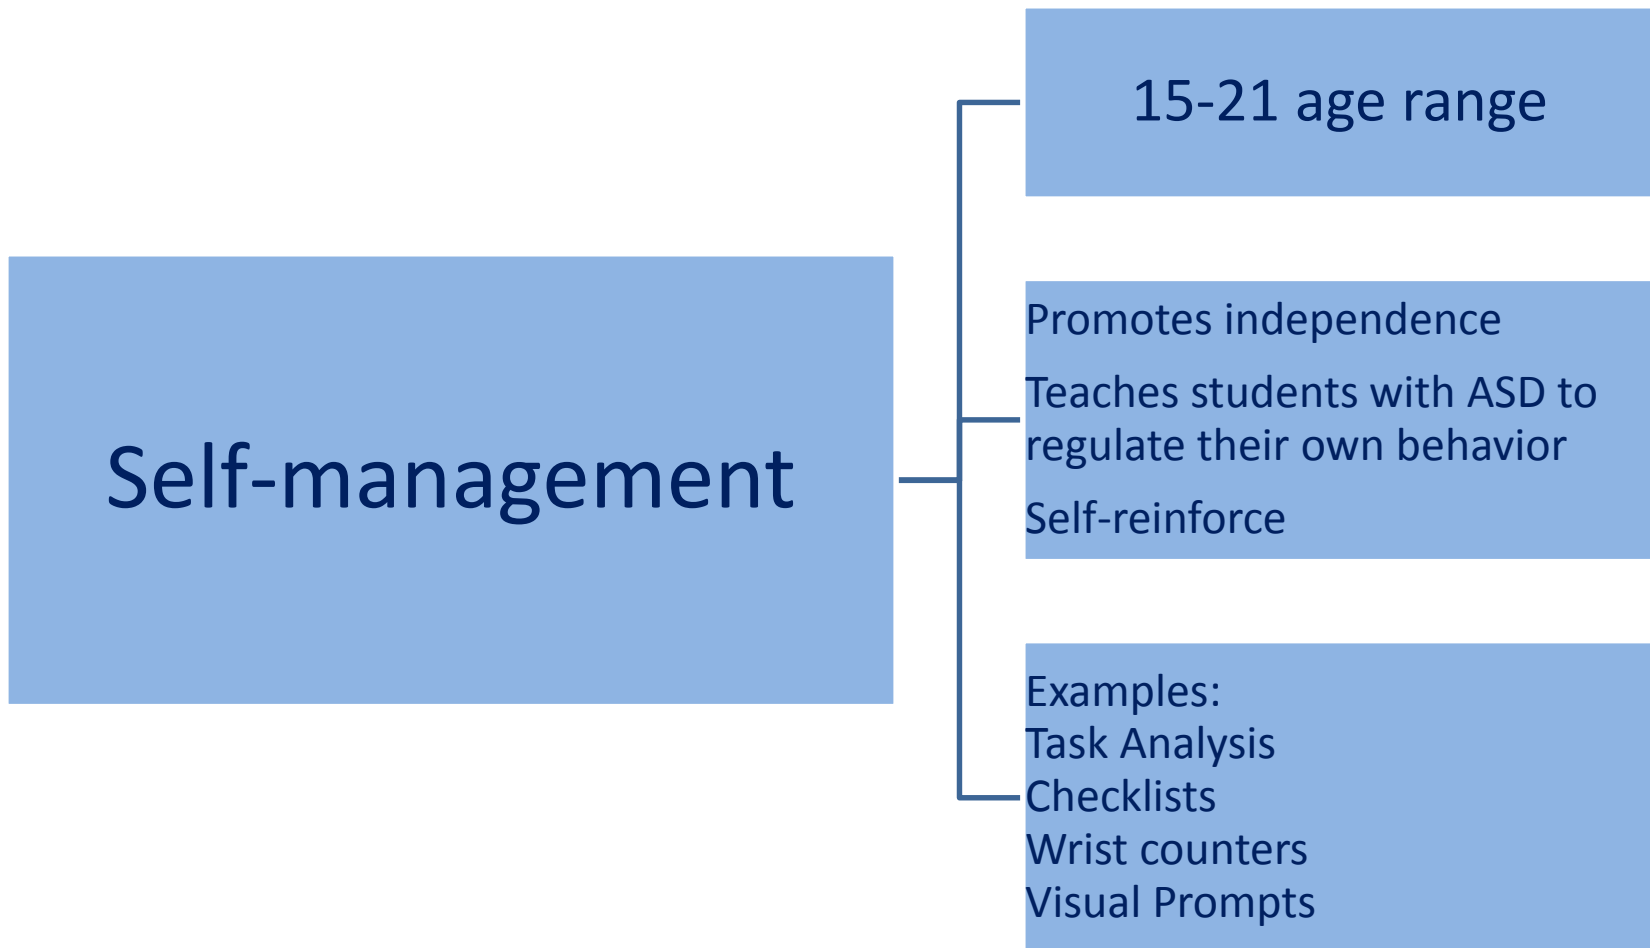 Self-management
15-21 age range
Promotes independence
Teaches students with ASD to
regulate their own behavior
Self-reinforce
Examples:
Task Analysis
Checklists
Wrist counters
Visual Prompts